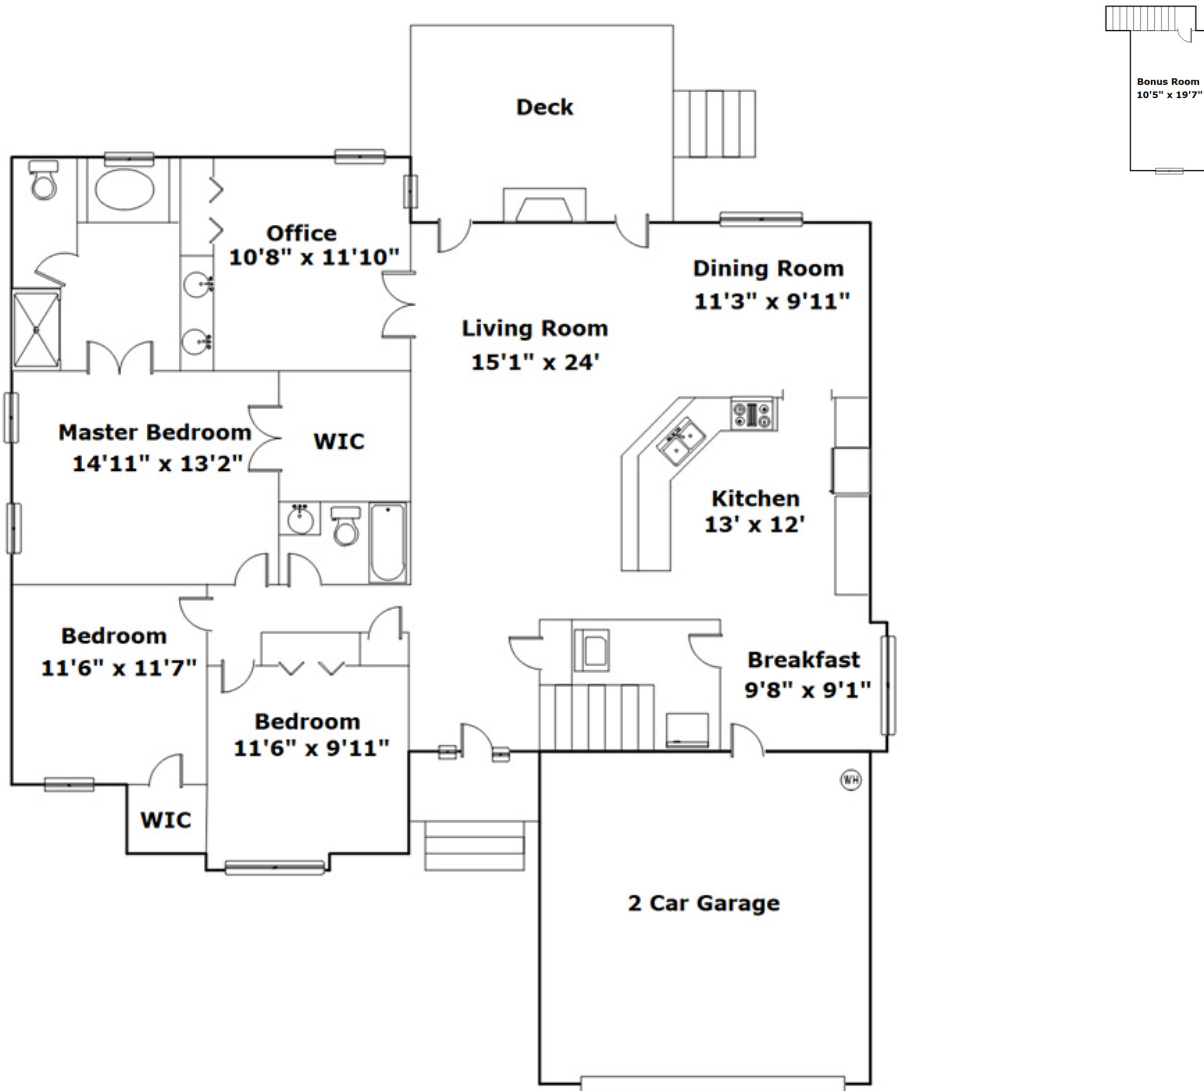 Bonus Room
10'5" x 19'7"
Deck
Office
10'8" x 11'10"
Dining Room
11'3" x 9'11"
Living Room
15'1" x 24'
Master Bedroom
14'11" x 13'2"
WIC
Kitchen
13' x 12'
Bedroom
11'6" x 11'7"
Breakfast
9'8" x 9'1"
Bedroom
11'6" x 9'11"
WH
WIC
2 Car Garage